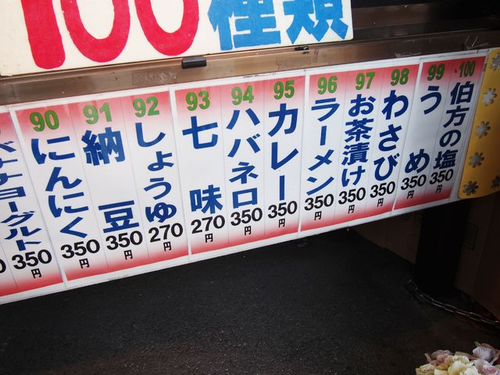 100種類
90 にんにく 350円
91 納豆 350円
92 しょうゆ 270円
93 七味 270円
94 ハバネロ 350円
95 カレー 350円
96 ラーメン 350円
97 お茶漬け 350円
98 わさび 350円
99 うめ 350円
100 伯方の塩
ナヨーグルト 350円